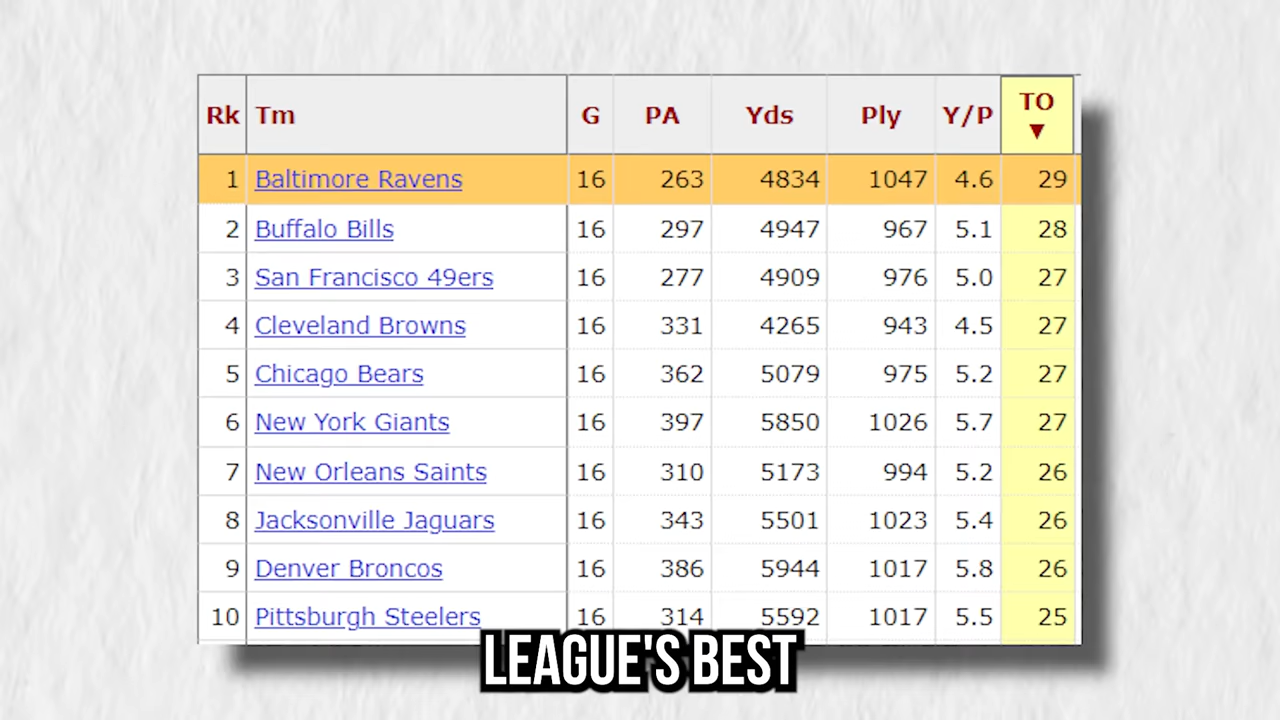 Rk Tm G PA Yds Ply Y/P TO ▼
1 Baltimore Ravens 16 263 4834 1047 4.6 29
2 Buffalo Bills 16 297 4947 967 5.1 28
3 San Francisco 49ers 16 277 4909 976 5.0 27
4 Cleveland Browns 16 331 4265 943 4.5 27
5 Chicago Bears 16 362 5079 975 5.2 27
6 New York Giants 16 397 5850 1026 5.7 27
7 New Orleans Saints 16 310 5173 994 5.2 26
8 Jacksonville Jaguars 16 343 5501 1023 5.4 26
9 Denver Broncos 16 386 5944 1017 5.8 26
10 Pittsburgh Steelers 16 314 5592 1017 5.5 25
LEAGUE'S BEST